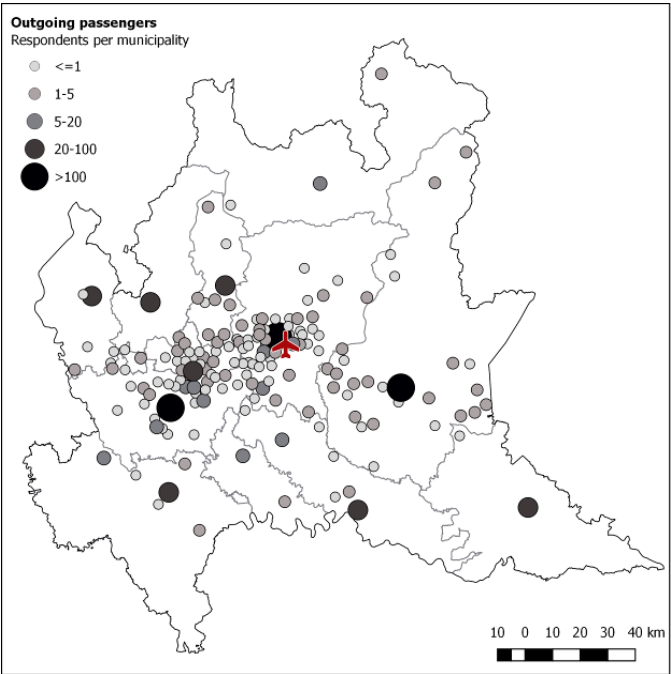 Outgoing passengers
Respondents per municipality
<=1
1-5
5-20
20-100
>100
10 0 10 20 30 40 km